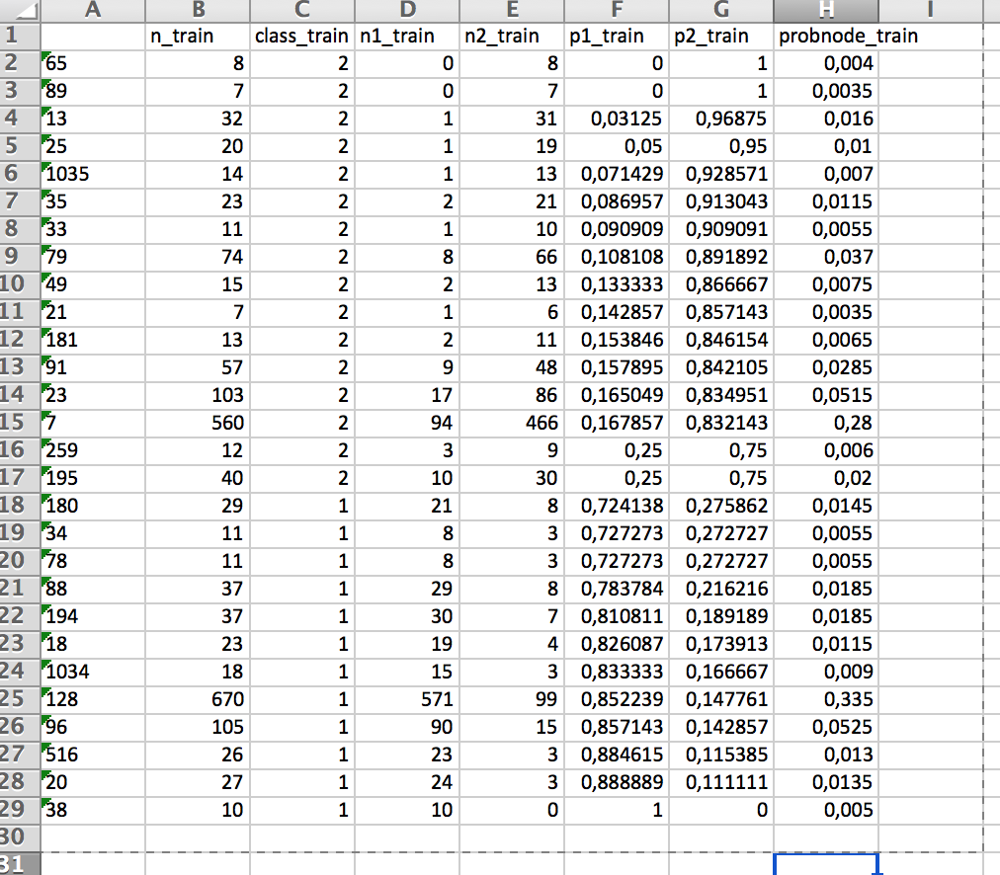 A B C D E F G H I
1 n_train class_train n1_train n2_train p1_train p2_train probnode_train
2 65 8 2 0 8 0 1 0,004
3 89 7 2 0 7 0 1 0,0035
4 13 32 2 1 31 0,03125 0,96875 0,016
5 25 20 2 1 19 0,05 0,95 0,01
6 1035 14 2 1 13 0,071429 0,928571 0,007
7 35 23 2 2 21 0,086957 0,913043 0,0115
8 33 11 2 1 10 0,090909 0,909091 0,0055
9 79 74 2 8 66 0,108108 0,891892 0,037
10 49 15 2 2 13 0,133333 0,866667 0,0075
11 21 7 2 1 6 0,142857 0,857143 0,0035
12 181 13 2 2 11 0,153846 0,846154 0,0065
13 91 57 2 9 48 0,157895 0,842105 0,0285
14 23 103 2 17 86 0,165049 0,834951 0,0515
15 7 560 2 94 466 0,167857 0,832143 0,28
16 259 12 2 3 9 0,25 0,75 0,006
17 195 40 2 10 30 0,25 0,75 0,02
18 180 29 1 21 8 0,724138 0,275862 0,0145
19 34 11 1 8 3 0,727273 0,272727 0,0055
20 78 11 1 8 3 0,727273 0,272727 0,0055
21 88 37 1 29 8 0,783784 0,216216 0,0185
22 194 37 1 30 7 0,810811 0,189189 0,0185
23 18 23 1 19 4 0,826087 0,173913 0,0115
24 1034 18 1 15 3 0,833333 0,166667 0,009
25 128 670 1 571 99 0,852239 0,147761 0,335
26 96 105 1 90 15 0,857143 0,142857 0,0525
27 516 26 1 23 3 0,884615 0,115385 0,013
28 20 27 1 24 3 0,888889 0,111111 0,0135
29 38 10 1 10 0 1 0 0,005
30
31